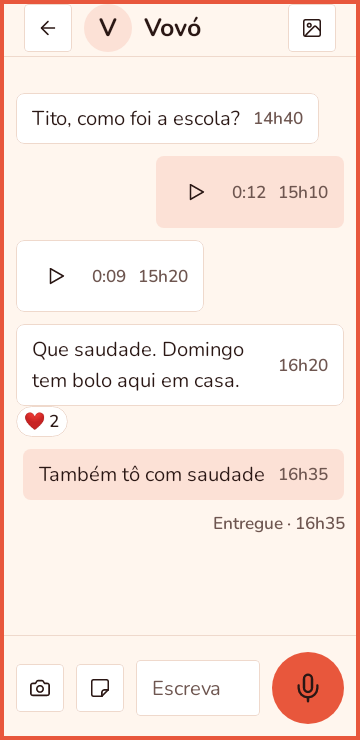 V Vovó
Tito, como foi a escola? 14h40
0:12 15h10
0:09 15h20
Que saudade. Domingo
tem bolo aqui em casa. 16h20
❤️ 2
Também tô com saudade 16h35
Entregue · 16h35
Escreva